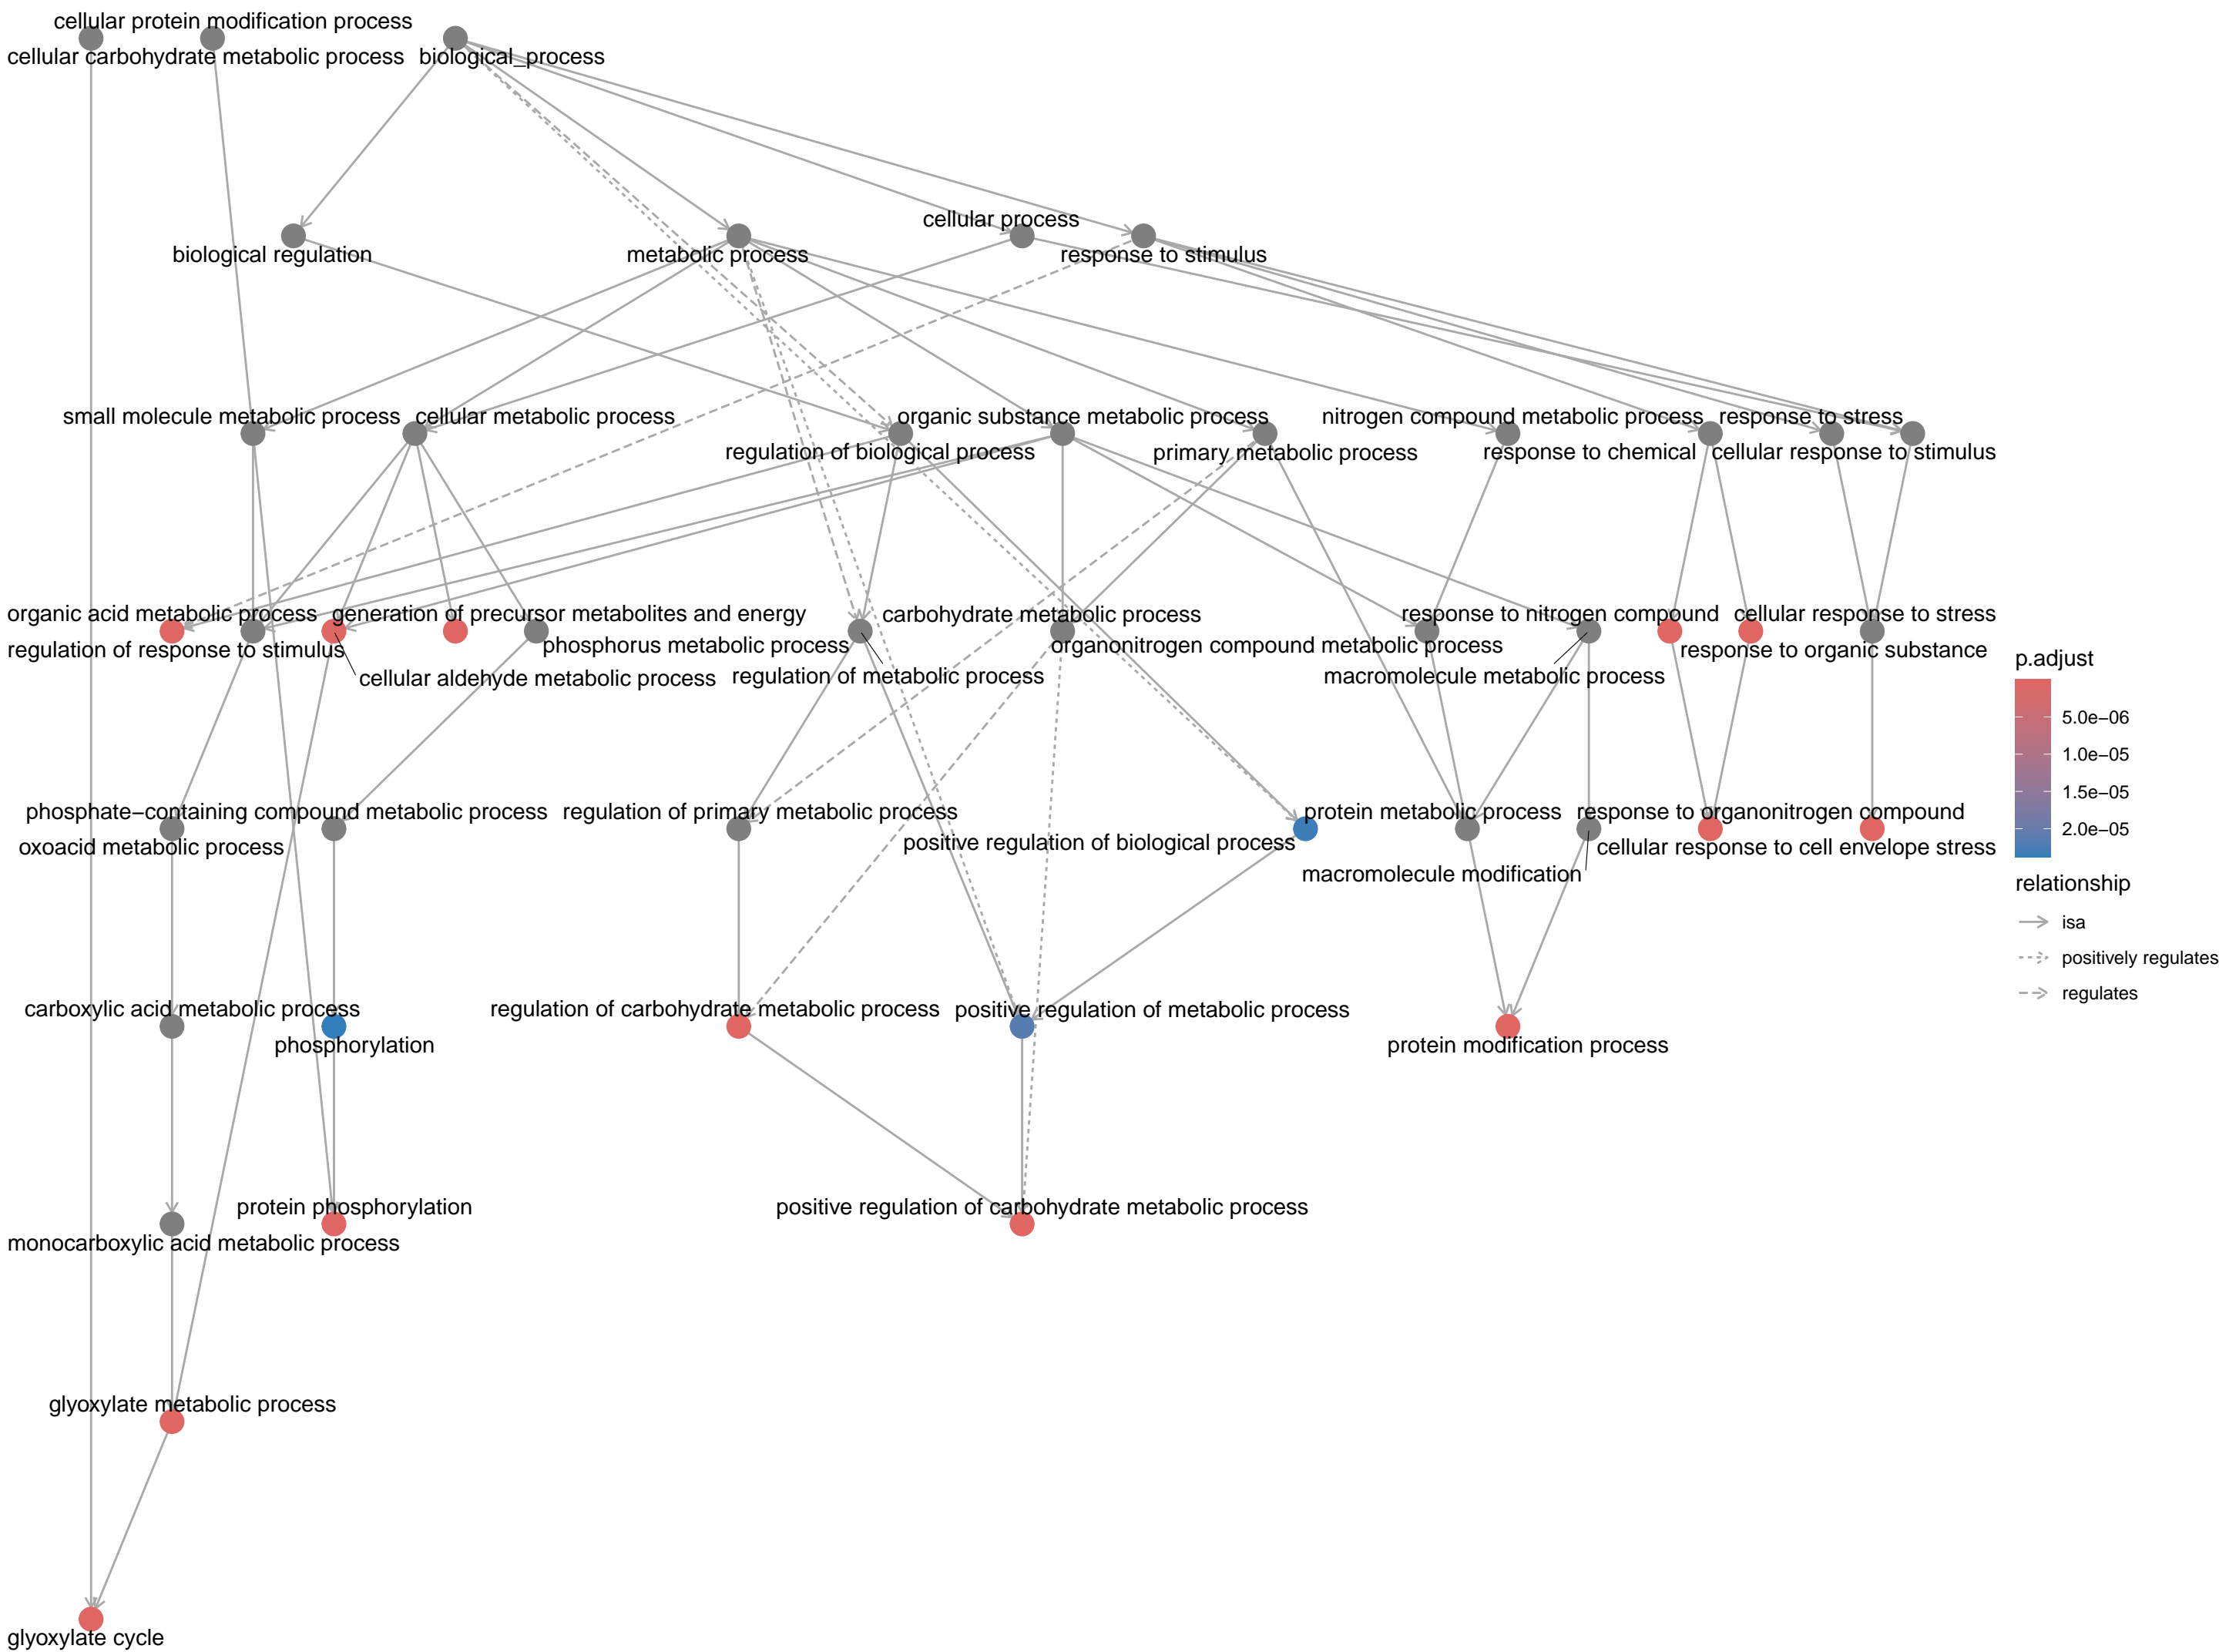 cellular protein modification process
cellular carbohydrate metabolic process
biological_process
cellular process
biological regulation
metabolic process
response to stimulus
small molecule metabolic process
cellular metabolic process
organic substance metabolic process
nitrogen compound metabolic process
response to stress
regulation of biological process
primary metabolic process
response to chemical
cellular response to stimulus
organic acid metabolic process
generation of precursor metabolites and energy
carbohydrate metabolic process
response to nitrogen compound
cellular response to stress
regulation of response to stimulus
phosphorus metabolic process
organonitrogen compound metabolic process
response to organic substance
cellular aldehyde metabolic process
regulation of metabolic process
macromolecule metabolic process
phosphate−containing compound metabolic process
regulation of primary metabolic process
protein metabolic process
response to organonitrogen compound
oxoacid metabolic process
positive regulation of biological process
cellular response to cell envelope stress
macromolecule modification
carboxylic acid metabolic process
regulation of carbohydrate metabolic process
positive regulation of metabolic process
phosphorylation
protein modification process
protein phosphorylation
positive regulation of carbohydrate metabolic process
monocarboxylic acid metabolic process
glyoxylate metabolic process
glyoxylate cycle
p.adjust
5.0e−06
1.0e−05
1.5e−05
2.0e−05
relationship
isa
positively regulates
regulates